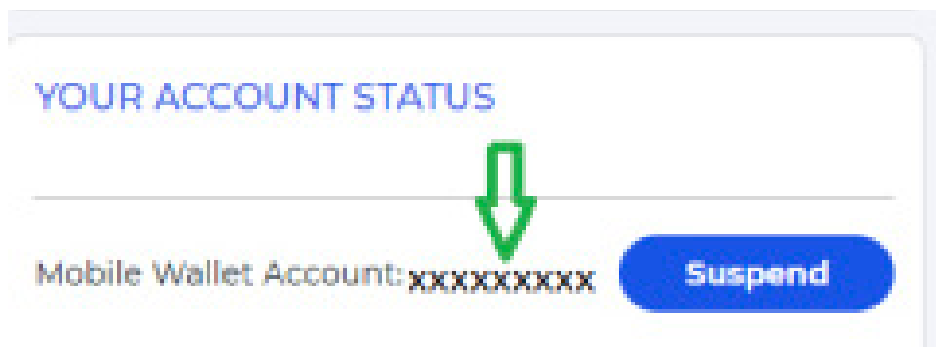 YOUR ACCOUNT STATUS
Mobile Wallet Account: xxxxxxxxx Suspend